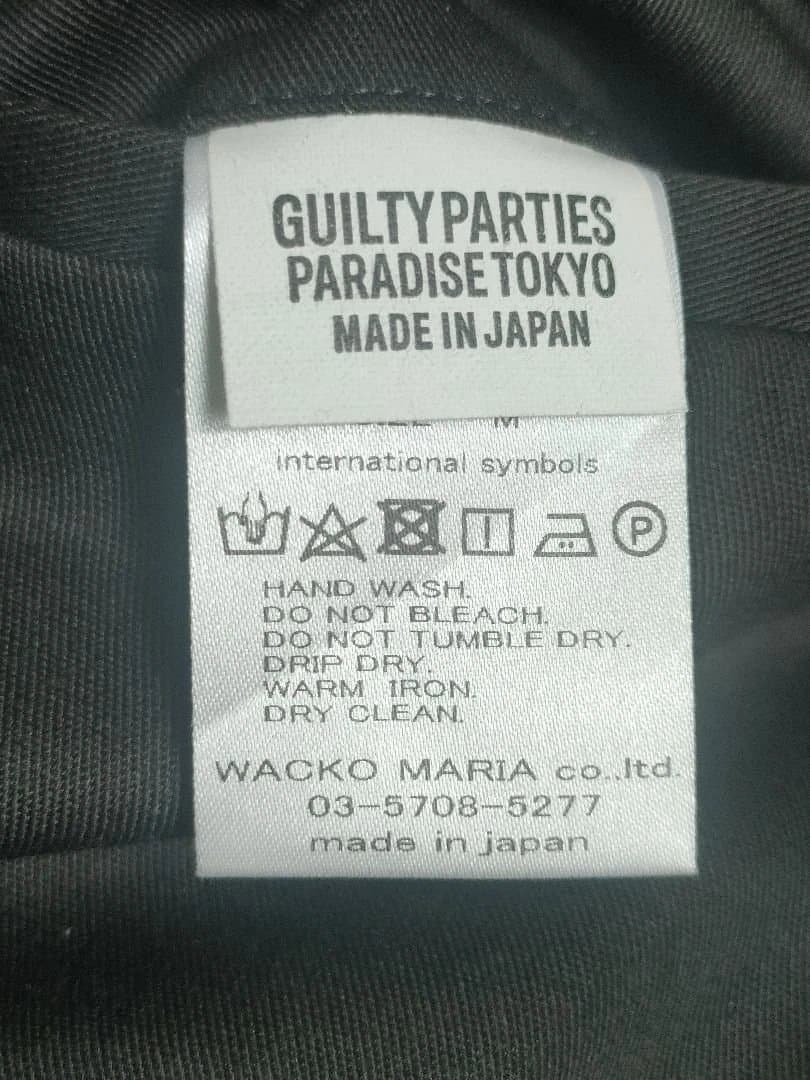 GUILTY PARTIES
PARADISE TOKYO
MADE IN JAPAN
M
international symbols
P
HAND WASH.
DO NOT BLEACH.
DO NOT TUMBLE DRY.
DRIP DRY.
WARM IRON.
DRY CLEAN.
WACKO MARIA co.,ltd.
03-5708-5277
made in japan